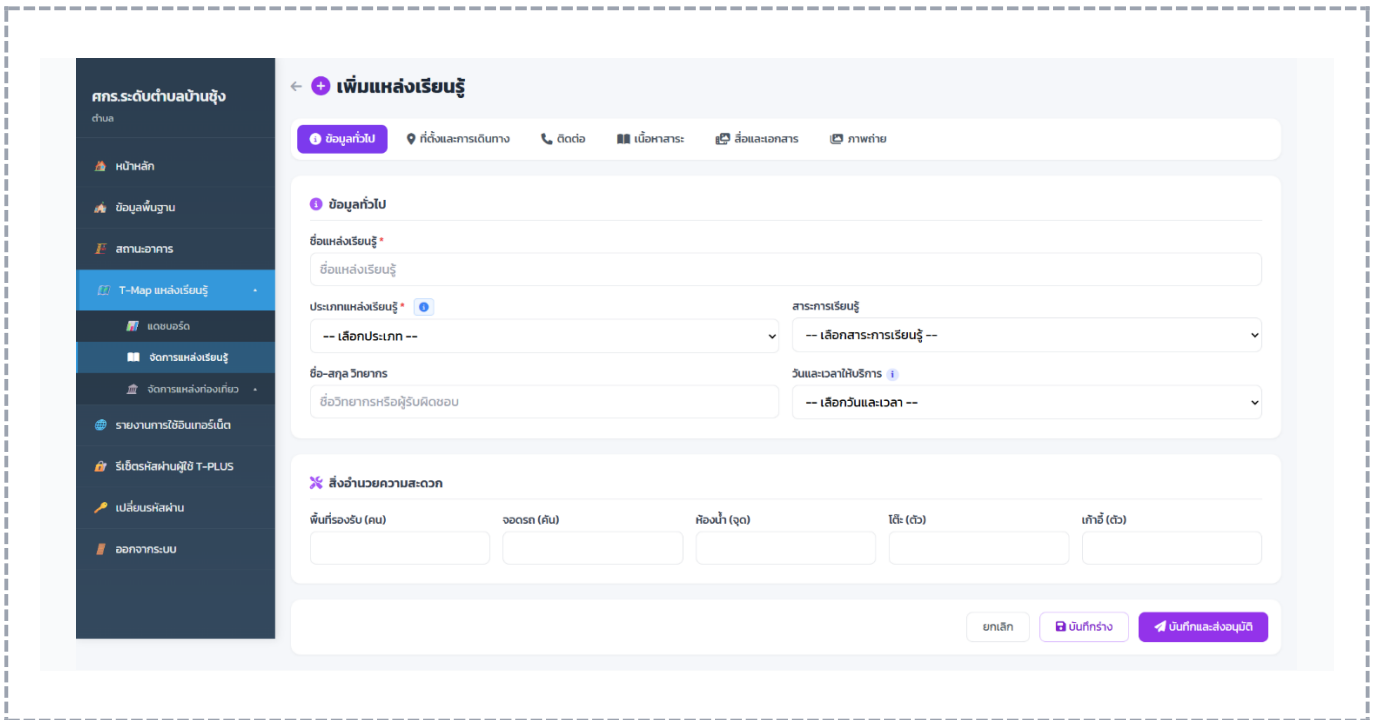 ศกร.ระดับตำบลบ้านชุ้ง
ตำบล
หน้าหลัก
ข้อมูลพื้นฐาน
สถานะอาคาร
T-Map แหล่งเรียนรู้
แดชบอร์ด
จัดการแหล่งเรียนรู้
จัดการแหล่งท่องเที่ยว
รายงานการใช้อินเทอร์เน็ต
รีเซ็ตรหัสผ่านผู้ใช้ T-PLUS
เปลี่ยนรหัสผ่าน
ออกจากระบบ
← เพิ่มแหล่งเรียนรู้
ข้อมูลทั่วไป ที่ตั้งและการเดินทาง ติดต่อ เนื้อหาสาระ สื่อและเอกสาร ภาพถ่าย
ข้อมูลทั่วไป
ชื่อแหล่งเรียนรู้ *
ชื่อแหล่งเรียนรู้
ประเภทแหล่งเรียนรู้ * สาระการเรียนรู้
-- เลือกประเภท -- -- เลือกสาระการเรียนรู้ --
ชื่อ-สกุล วิทยากร วันและเวลาให้บริการ
ชื่อวิทยากรหรือผู้รับผิดชอบ -- เลือกวันและเวลา --
สิ่งอำนวยความสะดวก
พื้นที่รองรับ (คน) จอดรถ (คัน) ห้องน้ำ (จุด) โต๊ะ (ตัว) เก้าอี้ (ตัว)
ยกเลิก บันทึกร่าง บันทึกและส่งอนุมัติ